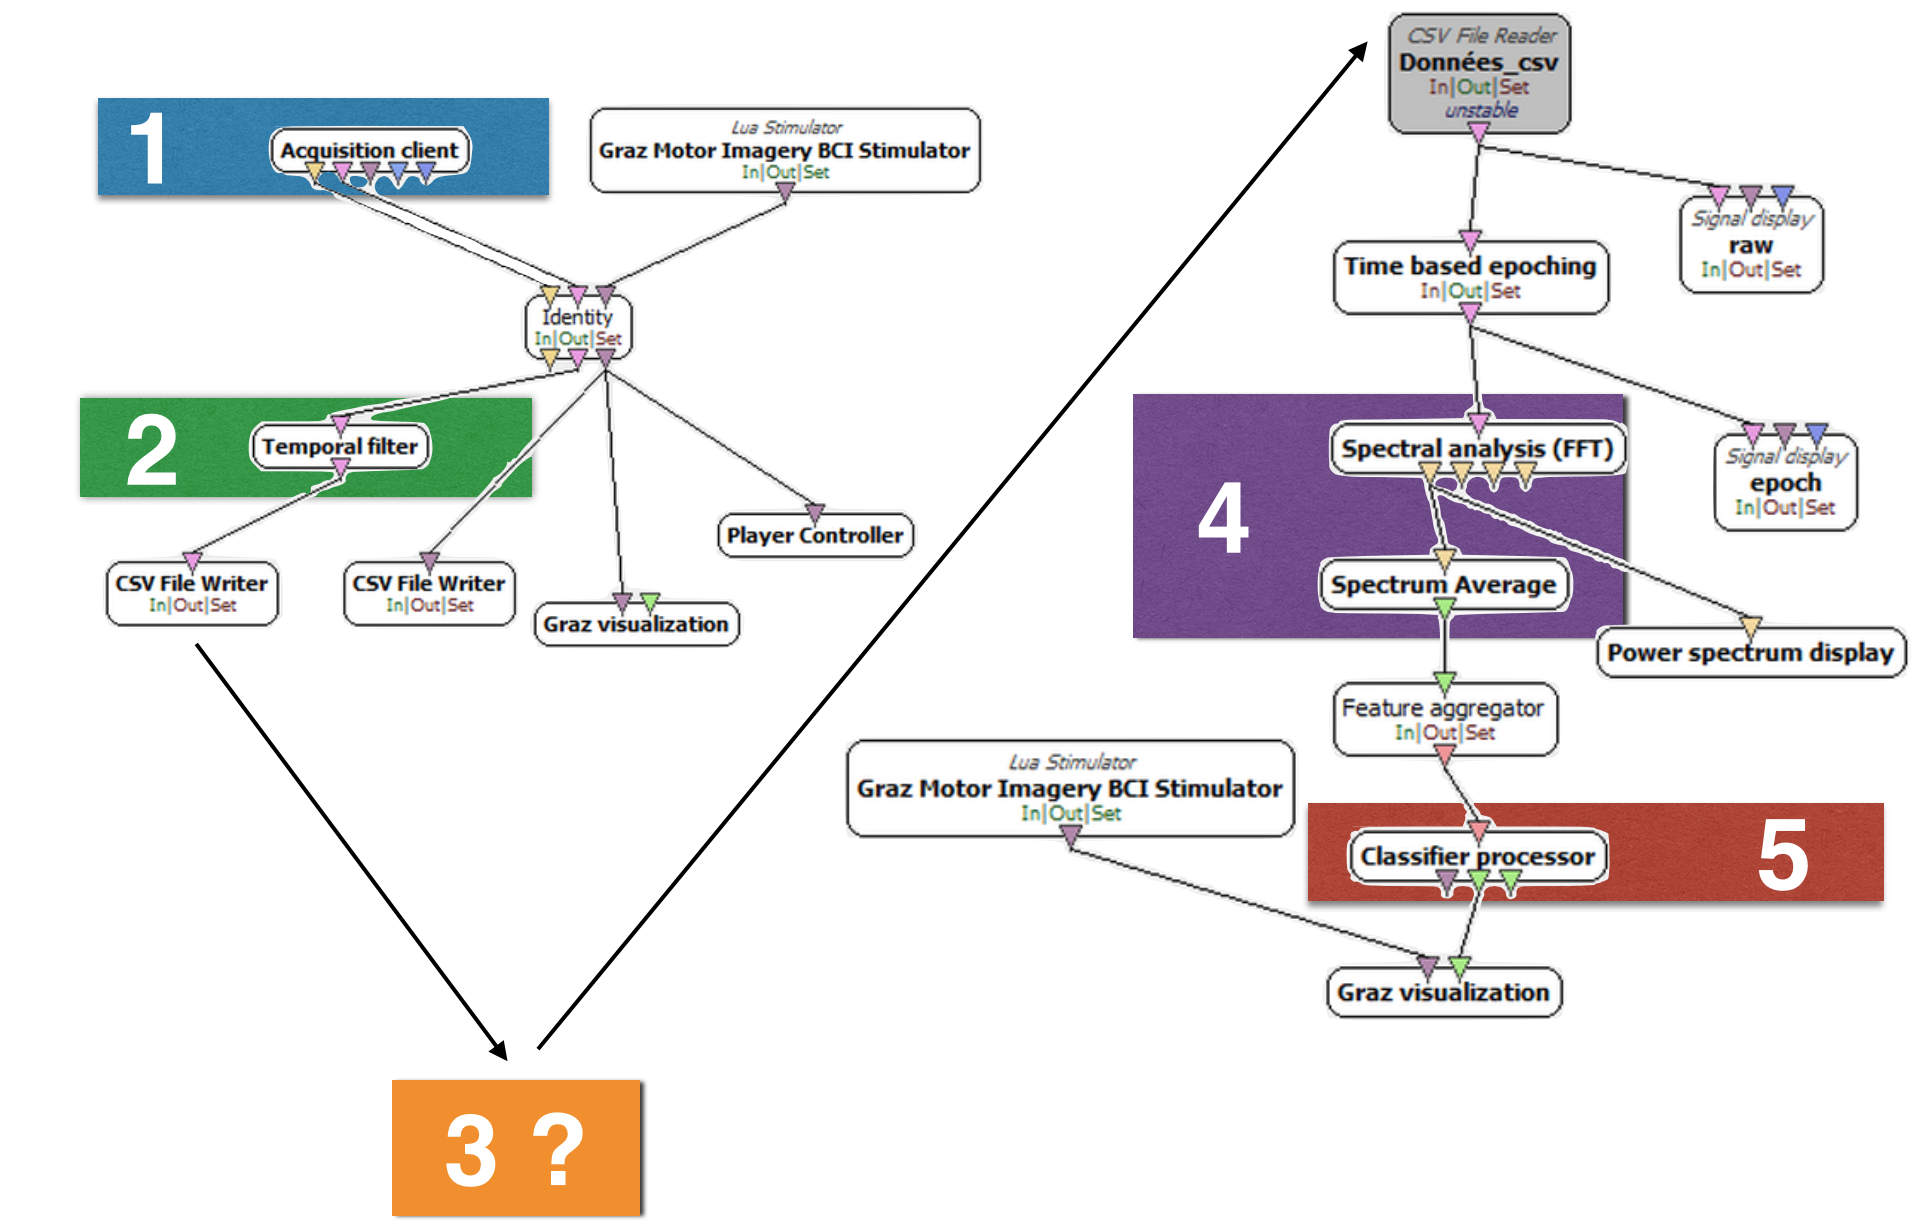 1
Acquisition client
Lua Stimulator
Graz Motor Imagery BCI Stimulator
In|Out|Set
Identity
In|Out|Set
2
Temporal filter
CSV File Writer
In|Out|Set
CSV File Writer
In|Out|Set
Graz visualization
Player Controller
3 ?
CSV File Reader
Données_csv
In|Out|Set
unstable
Signal display
raw
In|Out|Set
Time based epoching
In|Out|Set
4
Spectral analysis (FFT)
Signal display
epoch
In|Out|Set
Spectrum Average
Power spectrum display
Feature aggregator
In|Out|Set
Lua Stimulator
Graz Motor Imagery BCI Stimulator
In|Out|Set
Classifier processor
5
Graz visualization